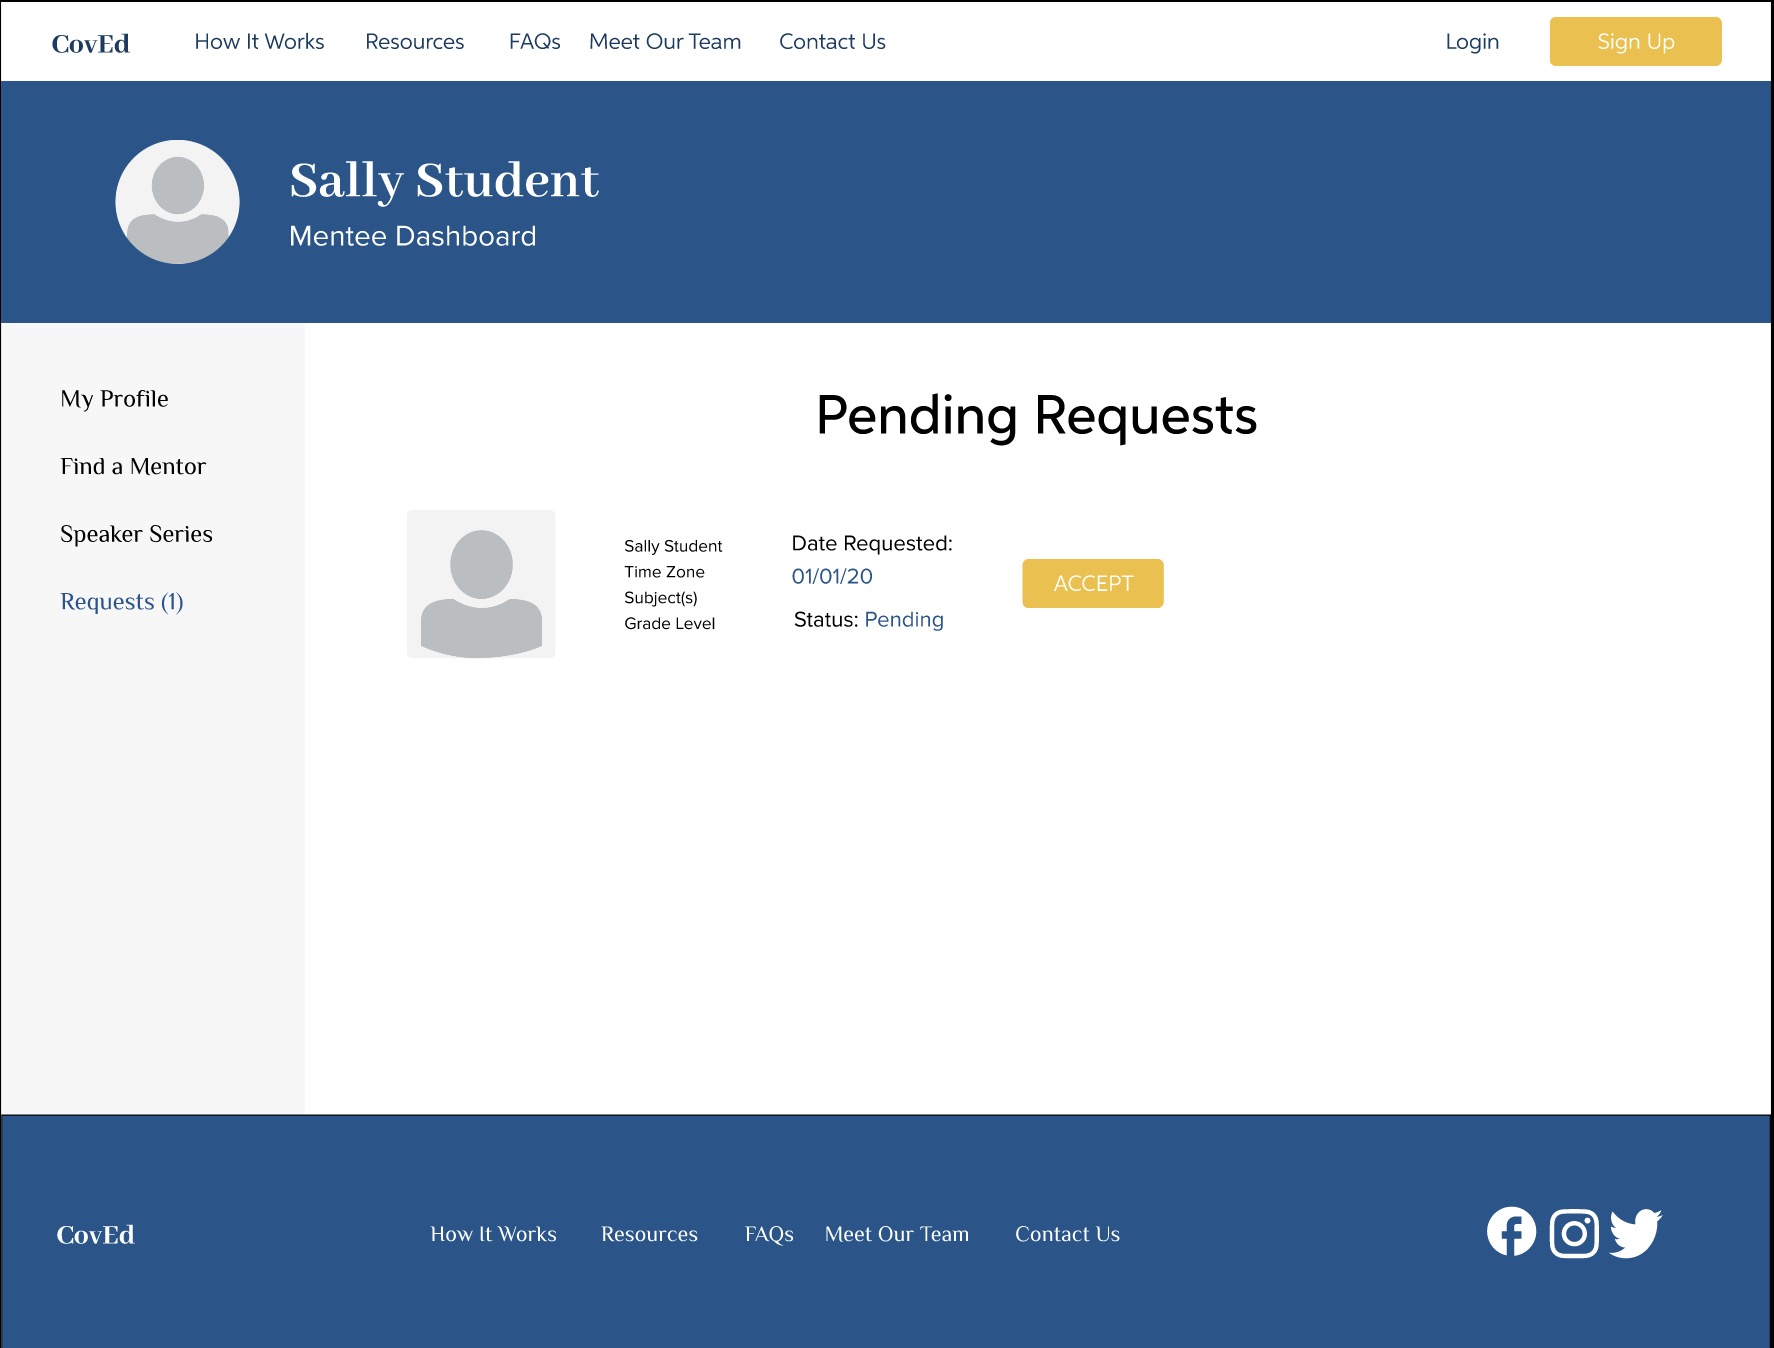 CovEd How It Works Resources FAQs Meet Our Team Contact Us Login Sign Up
Sally Student
Mentee Dashboard
My Profile
Find a Mentor
Speaker Series
Requests (1)
Pending Requests
Sally Student
Time Zone
Subject(s)
Grade Level
Date Requested:
01/01/20
Status: Pending
ACCEPT
CovEd How It Works Resources FAQs Meet Our Team Contact Us